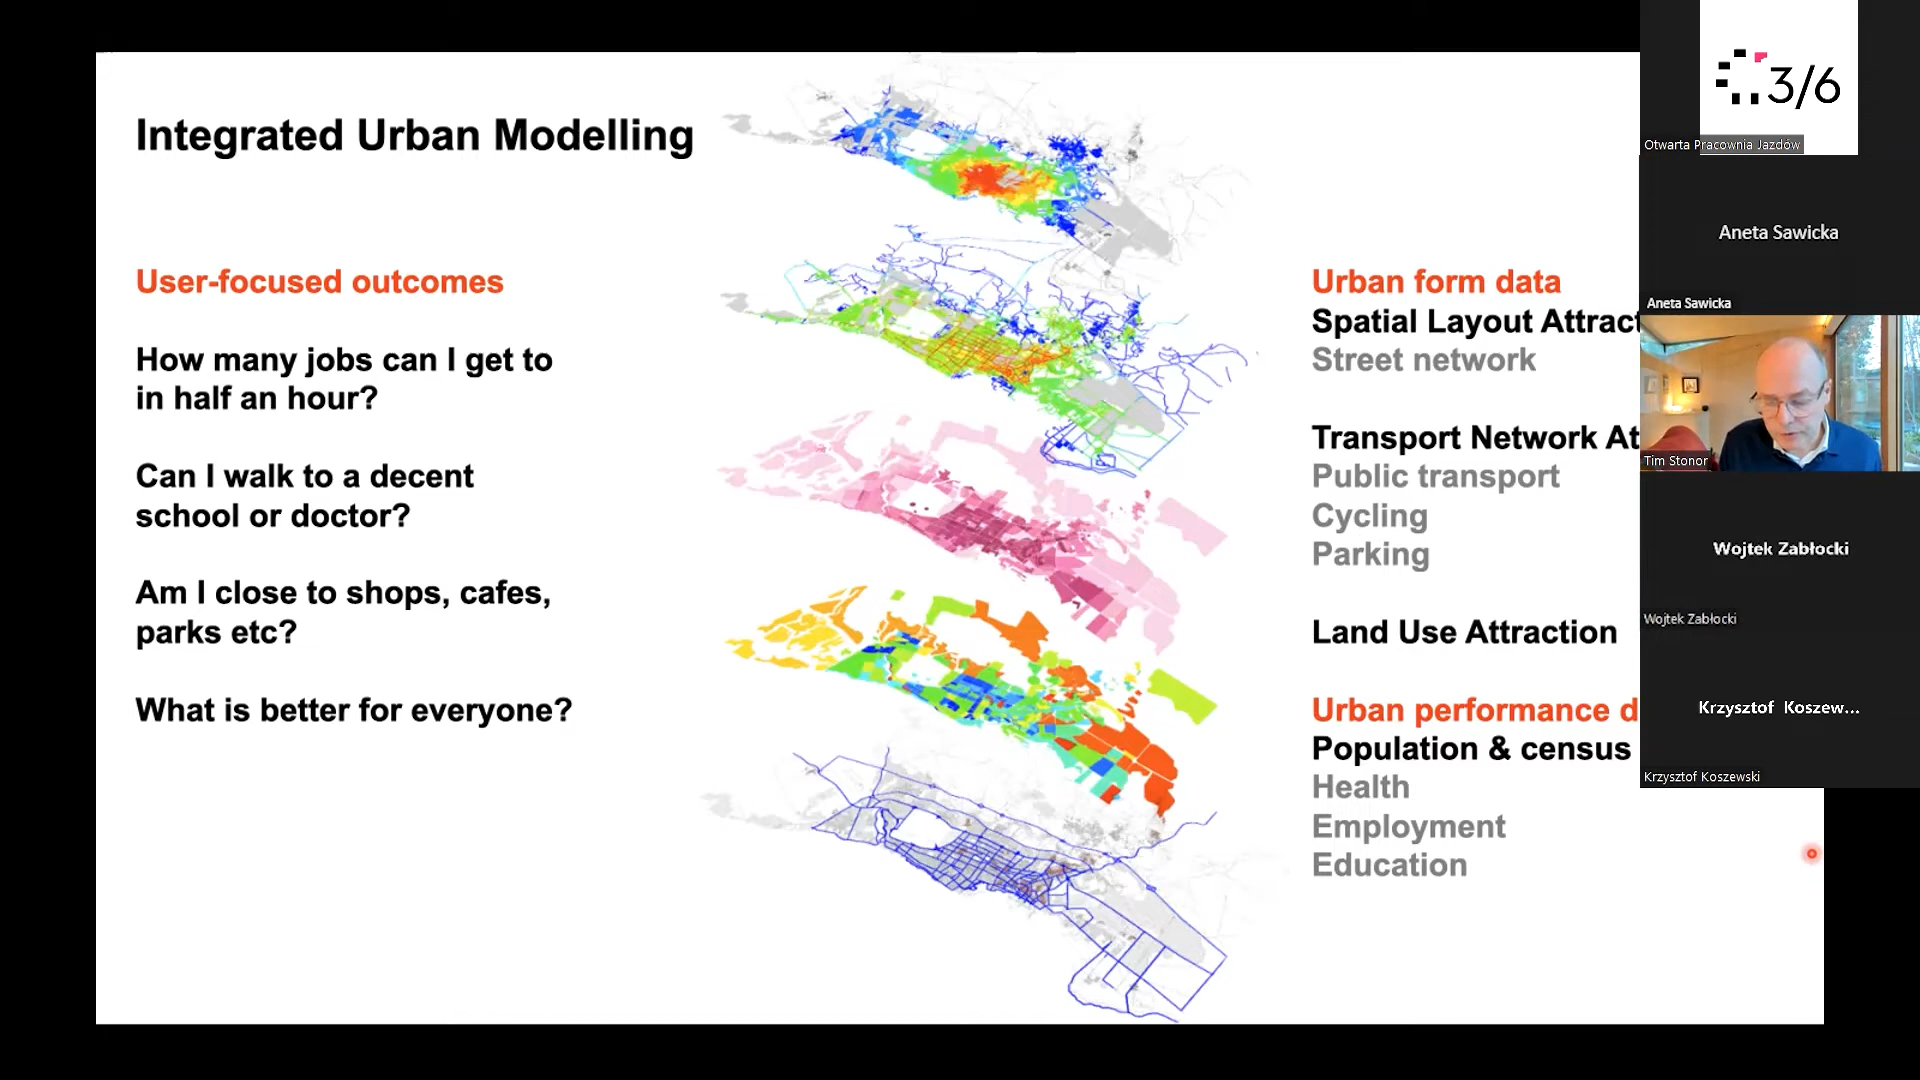 Integrated Urban Modelling
User-focused outcomes
How many jobs can I get to
in half an hour?
Can I walk to a decent
school or doctor?
Am I close to shops, cafes,
parks etc?
What is better for everyone?
Urban form data
Spatial Layout Attract
Street network
Transport Network At
Public transport
Cycling
Parking
Land Use Attraction
Urban performance d
Population & census
Health
Employment
Education
3/6
Otwarta Pracownia Jazdów
Aneta Sawicka
Aneta Sawicka
Tim Stonor
Wojtek Zabłocki
Wojtek Zabłocki
Krzysztof Koszew...
Krzysztof Koszewski